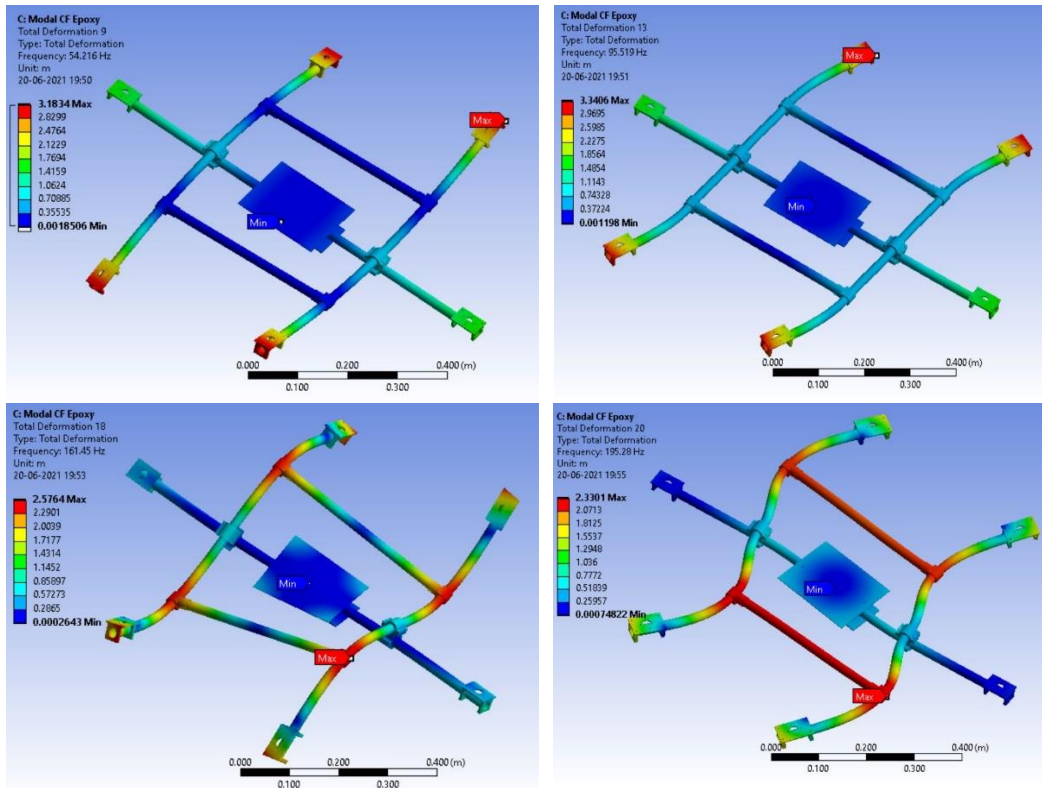 C: Modal CF Epoxy
Total Deformation 9
Type: Total Deformation
Frequency: 54.216 Hz
Unit: m
20-06-2021 19:50
3.1834 Max
2.8299
2.4764
2.1229
1.7694
1.4159
1.0624
0.70885
0.35535
0.0018506 Min
Max
Min
0.000
0.200
0.400 (m)
0.100
0.300
C: Modal CF Epoxy
Total Deformation 13
Type: Total Deformation
Frequency: 95.519 Hz
Unit: m
20-06-2021 19:51
3.3406 Max
2.9695
2.5985
2.2275
1.8564
1.4854
1.1143
0.74328
0.37224
0.001198 Min
Max
Min
0.000
0.200
0.400 (m)
0.100
0.300
C: Modal CF Epoxy
Total Deformation 18
Type: Total Deformation
Frequency: 161.45 Hz
Unit: m
20-06-2021 19:53
2.5764 Max
2.2901
2.0039
1.7177
1.4314
1.1452
0.85897
0.57273
0.2865
0.0002643 Min
Min
Max
0.000
0.200
0.400 (m)
0.100
0.300
C: Modal CF Epoxy
Total Deformation 20
Type: Total Deformation
Frequency: 195.28 Hz
Unit: m
20-06-2021 19:55
2.3301 Max
2.0713
1.8125
1.5537
1.2948
1.036
0.7772
0.51839
0.25957
0.00074822 Min
Min
Max
0.000
0.200
0.400 (m)
0.100
0.300